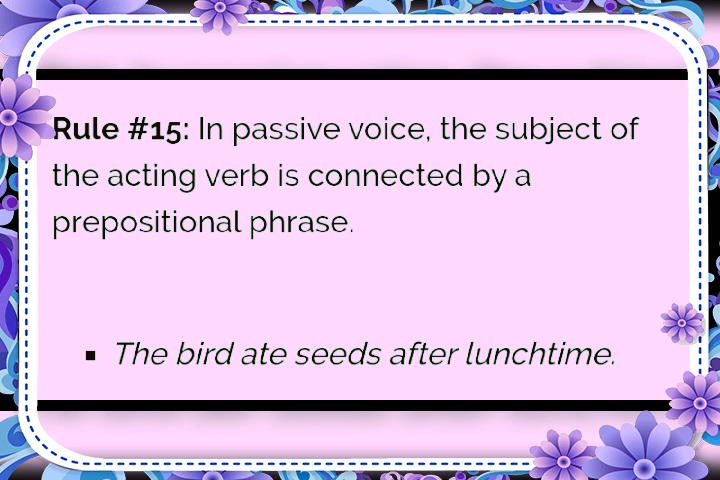 Rule #15: In passive voice, the subject of
the acting verb is connected by a
prepositional phrase.
▪ The bird ate seeds after lunchtime.